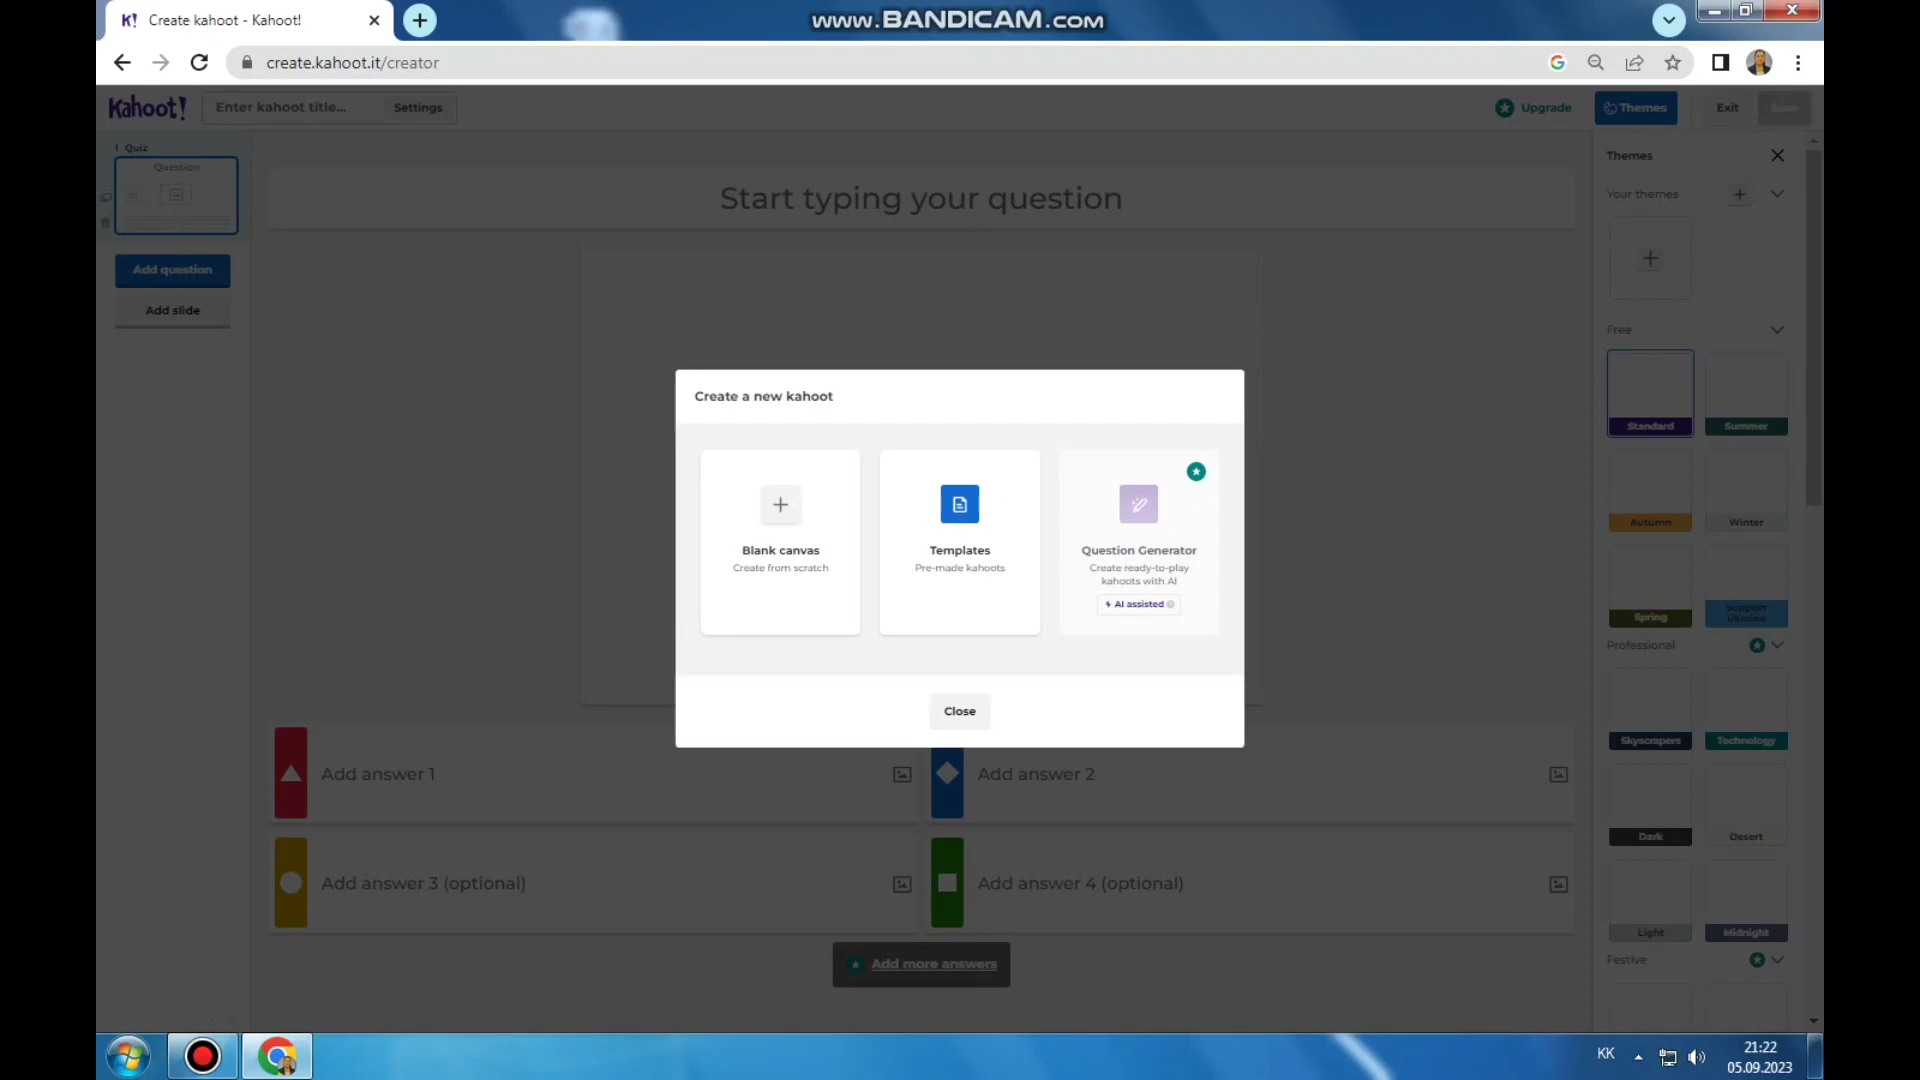 K! Create kahoot - Kahoot!
www.BANDICAM.com
create.kahoot.it/creator
Kahoot!
Enter kahoot title...
Settings
Upgrade
Themes
Exit
Save
1 Quiz
Question
Add question
Add slide
Start typing your question
Themes
Your themes
Free
Standard
Summer
Autumn
Winter
Spring
Support Ukraine
Professional
Skyscrapers
Technology
Dark
Desert
Light
Midnight
Festive
Create a new kahoot
Blank canvas
Create from scratch
Templates
Pre-made kahoots
Question Generator
Create ready-to-play
kahoots with AI
AI assisted
Close
Add answer 1
Add answer 2
Add answer 3 (optional)
Add answer 4 (optional)
Add more answers
KK
21:22
05.09.2023